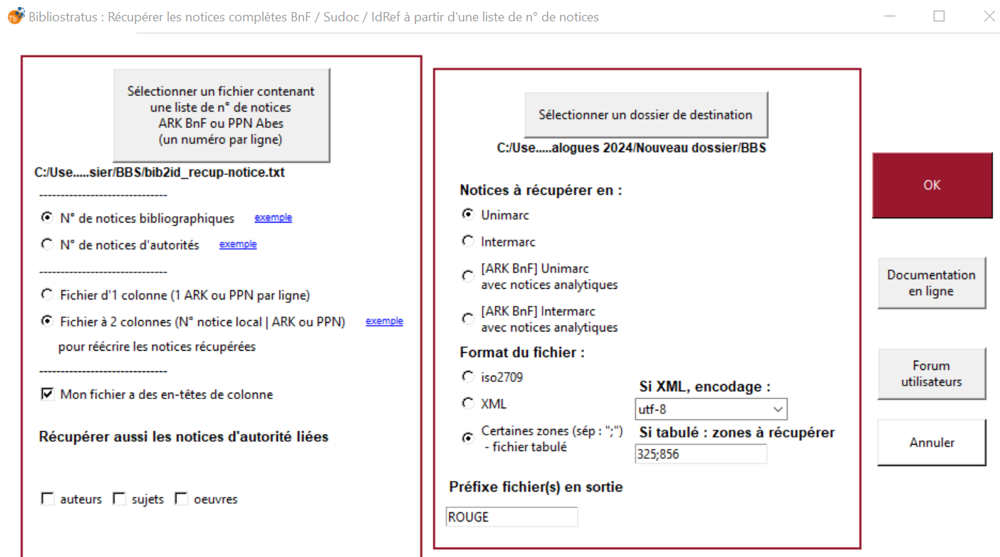 Bibliostratus : Récupérer les notices complètes BnF / Sudoc / IdRef à partir d'une liste de n° de notices
Sélectionner un fichier contenant
une liste de n° de notices
ARK BnF ou PPN Abes
(un numéro par ligne)
C:/Use.....sier/BBS/bib2id_recup-notice.txt
------------------------------
N° de notices bibliographiques exemple
N° de notices d'autorités exemple
------------------------------
Fichier d'1 colonne (1 ARK ou PPN par ligne)
Fichier à 2 colonnes (N° notice local | ARK ou PPN) exemple
pour réécrire les notices récupérées
------------------------------
Mon fichier a des en-têtes de colonne
Récupérer aussi les notices d'autorité liées
auteurs sujets oeuvres
Sélectionner un dossier de destination
C:/Use.....alogues 2024/Nouveau dossier/BBS
Notices à récupérer en :
Unimarc
Intermarc
[ARK BnF] Unimarc
avec notices analytiques
[ARK BnF] Intermarc
avec notices analytiques
Format du fichier :
iso2709
XML
Certaines zones (sép : ";")
- fichier tabulé
Si XML, encodage :
utf-8
Si tabulé : zones à récupérer
325;856
Préfixe fichier(s) en sortie
ROUGE
OK
Documentation
en ligne
Forum
utilisateurs
Annuler